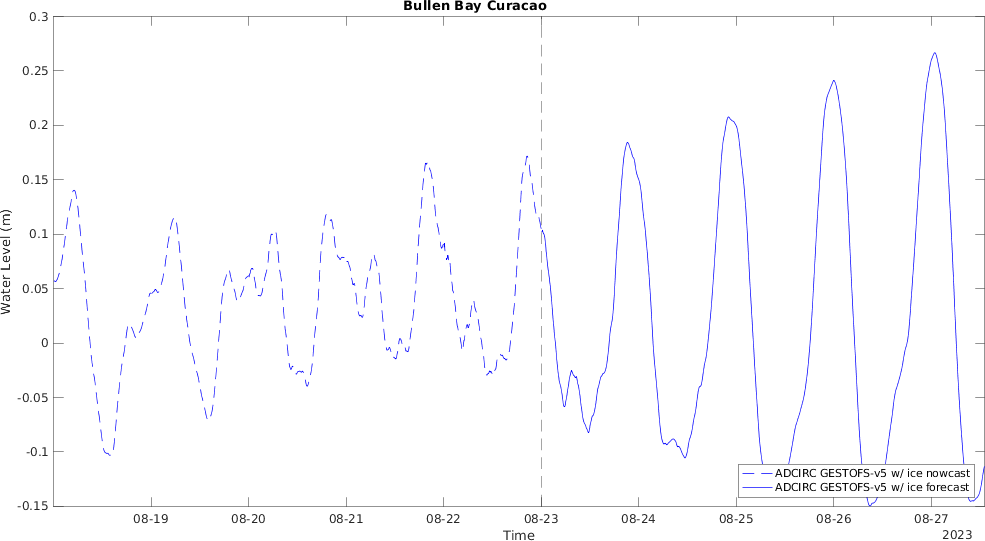 Bullen Bay Curacao
0.3
0.25
0.2
0.15
0.1
0.05
0
-0.05
-0.1
-0.15
Water Level (m)
ADCIRC GESTOFS-v5 w/ ice nowcast
ADCIRC GESTOFS-v5 w/ ice forecast
08-19 08-20 08-21 08-22 08-23 08-24 08-25 08-26 08-27
Time
2023